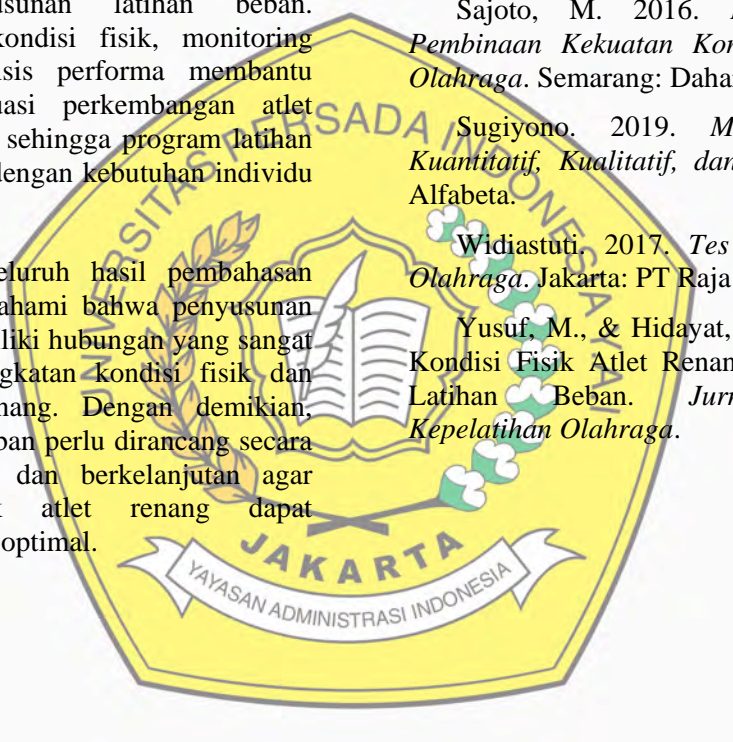 usunan latihan beban.
kondisi fisik, monitoring
sis performa membantu
uasi perkembangan atlet
sehingga program latihan
dengan kebutuhan individu
eluruh hasil pembahasan
ahami bahwa penyusunan
liki hubungan yang sangat
gkatan kondisi fisik dan
nang. Dengan demikian,
ban perlu dirancang secara
dan berkelanjutan agar
atlet renang dapat
optimal.
Sajoto, M. 2016.
Pembinaan Kekuatan Kon
Olahraga. Semarang: Dahar
Sugiyono. 2019. M
Kuantitatif, Kualitatif, dan
Alfabeta.
Widiastuti. 2017. Tes
Olahraga. Jakarta: PT Raja
Yusuf, M., & Hidayat,
Kondisi Fisik Atlet Renan
Latihan Beban. Jurn
Kepelatihan Olahraga.
UNIVERSITAS PERSADA INDONESIA YAI
JAKARTA
YAYASAN ADMINISTRASI INDONESIA